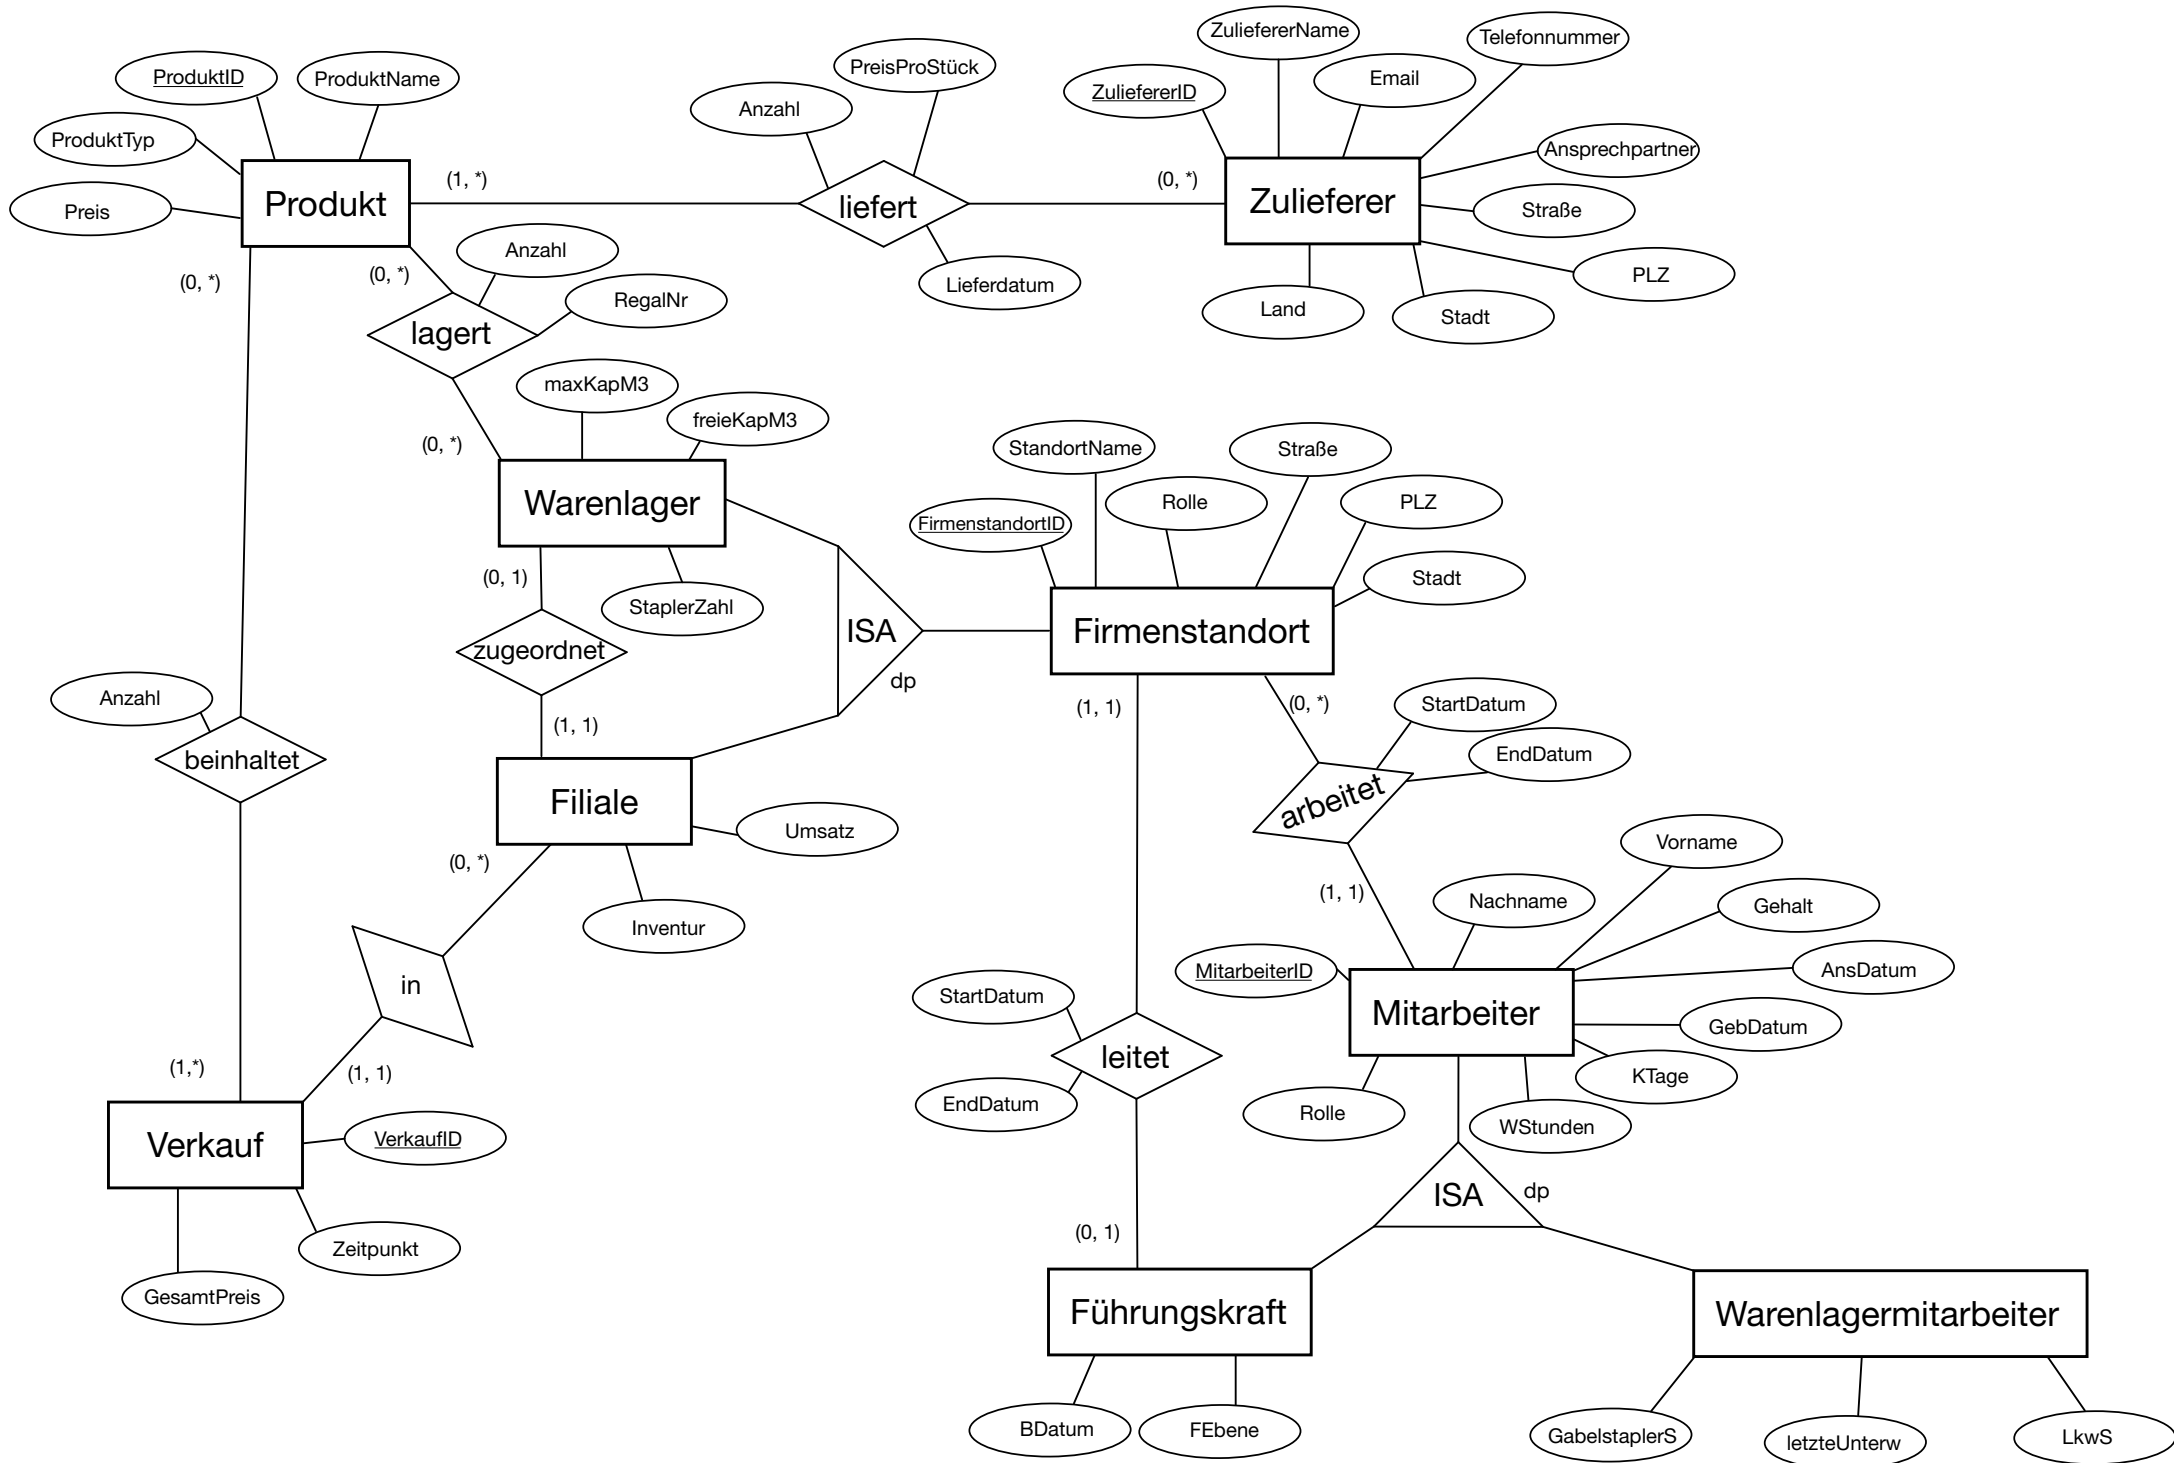 ZuliefererName
Telefonnummer
ProduktID
ProduktName
PreisProStück
Email
ZuliefererID
Anzahl
ProduktTyp
Ansprechpartner
(1, *)
(0, *)
Produkt
liefert
Zulieferer
Preis
Straße
Anzahl
(0, *)
(0, *)
Lieferdatum
PLZ
RegalNr
Land
Stadt
lagert
maxKapM3
freieKapM3
(0, *)
StandortName
Straße
Warenlager
Rolle
PLZ
FirmenstandortID
(0, 1)
Stadt
StaplerZahl
ISA
Firmenstandort
zugeordnet
dp
Anzahl
(1, 1)
(1, 1)
(0, *)
StartDatum
beinhaltet
EndDatum
Filiale
arbeitet
Umsatz
Vorname
(0, *)
(1, 1)
Nachname
Gehalt
Inventur
MitarbeiterID
AnsDatum
in
StartDatum
Mitarbeiter
GebDatum
(1,*)
(1, 1)
leitet
KTage
EndDatum
Rolle
WStunden
Verkauf
VerkaufID
ISA
dp
Zeitpunkt
(0, 1)
GesamtPreis
Führungskraft
Warenlagermitarbeiter
BDatum
FEbene
GabelstaplerS
letzteUnterw
LkwS